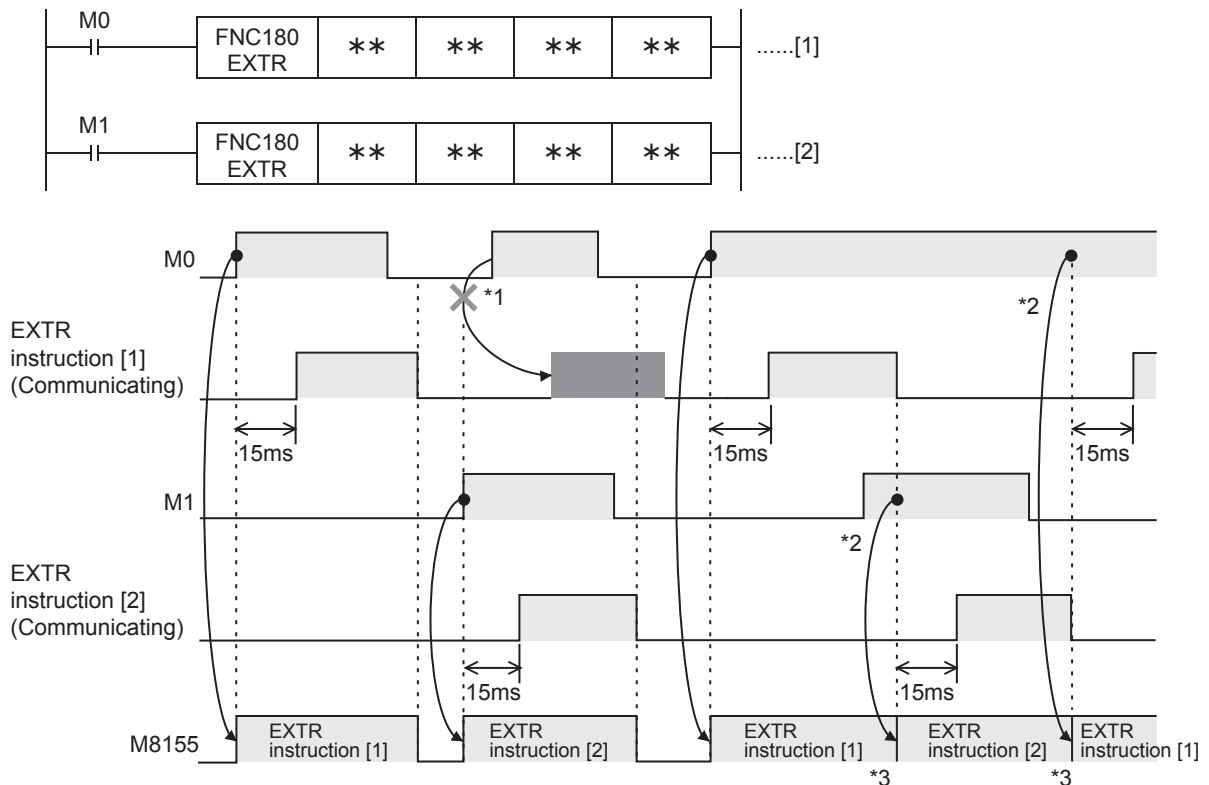 M0
FNC180
EXTR
** ** ** **
......[1]
M1
FNC180
EXTR
** ** ** **
......[2]
M0
*1
*2
EXTR
instruction [1]
(Communicating)
15ms
15ms
15ms
M1
*2
EXTR
instruction [2]
(Communicating)
15ms
15ms
M8155
EXTR
instruction [1]
EXTR
instruction [2]
EXTR
instruction [1]
EXTR
instruction [2]
EXTR
instruction [1]
*3
*3